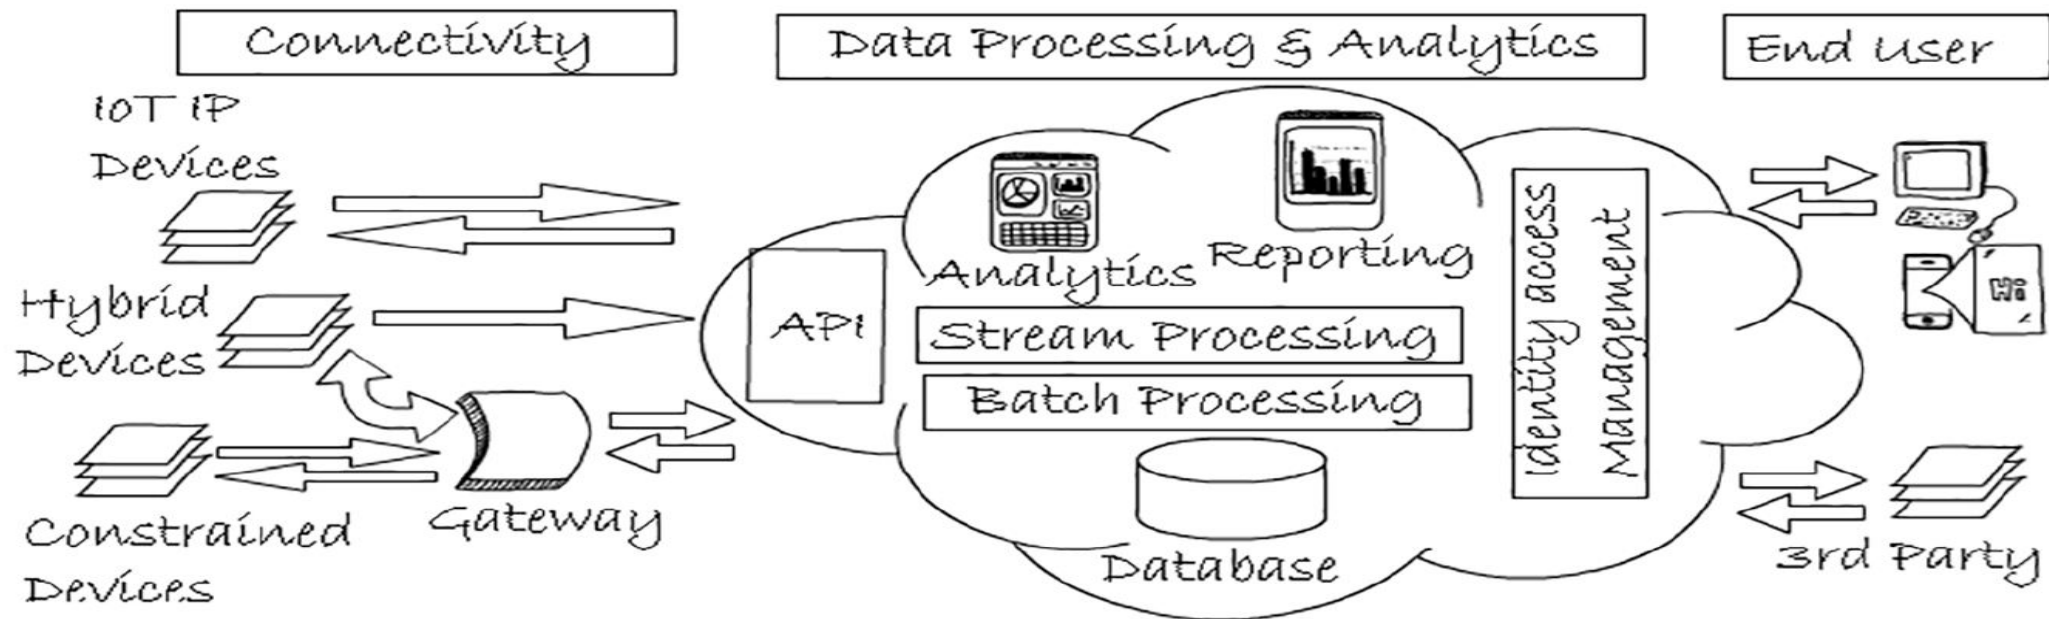 Connectivity
Data Processing & Analytics
End User
IoT IP
Devices
Hybrid
Devices
Constrained
Devices
Gateway
API
Analytics
Reporting
Stream Processing
Batch Processing
Database
Identity access
Management
Hi
3rd Party